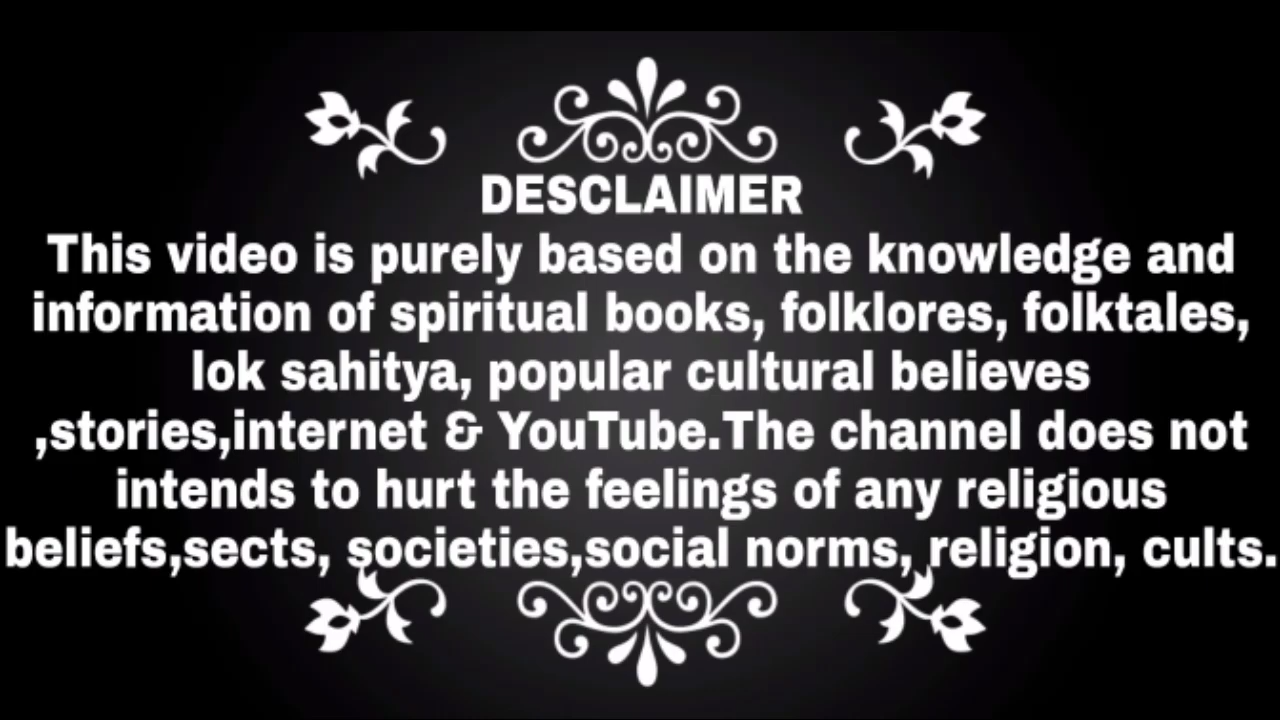 DESCLAIMER
This video is purely based on the knowledge and
information of spiritual books, folklores, folktales,
lok sahitya, popular cultural believes
,stories,internet & YouTube.The channel does not
intends to hurt the feelings of any religious
beliefs,sects, societies,social norms, religion, cults.